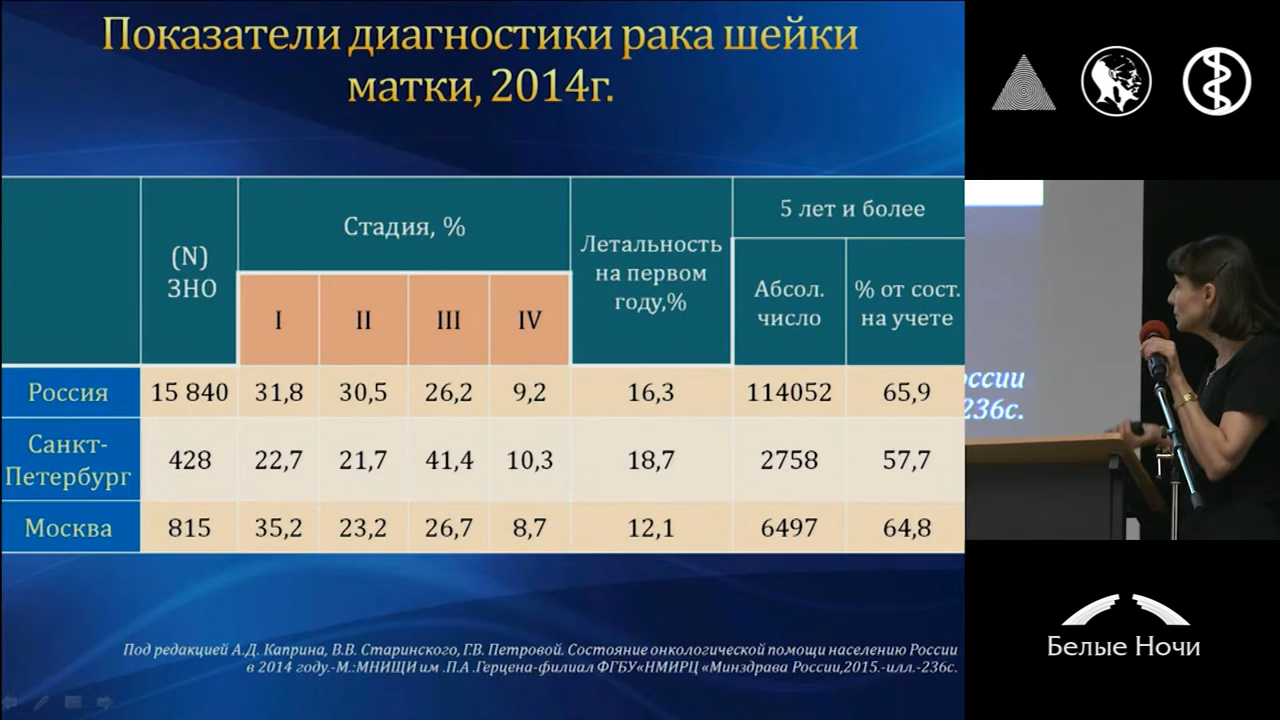 Показатели диагностики рака шейки
матки, 2014г.
(N)
ЗНО
Стадия, %
Летальность
на первом
году,%
5 лет и более
I II III IV
Абсол.
число
% от сост.
на учете
Россия 15 840 31,8 30,5 26,2 9,2 16,3 114052 65,9
Санкт-
Петербург 428 22,7 21,7 41,4 10,3 18,7 2758 57,7
Москва 815 35,2 23,2 26,7 8,7 12,1 6497 64,8
Под редакцией А.Д. Каприна, В.В. Старинского, Г.В. Петровой. Состояние онкологической помощи населению России
в 2014 году.-М.:МНИЩИ им .П.А .Герцена-филиал ФГБУ«НМИРЦ «Минздрава России,2015.-илл.-236с.
оссии
236с.
Белые Ночи